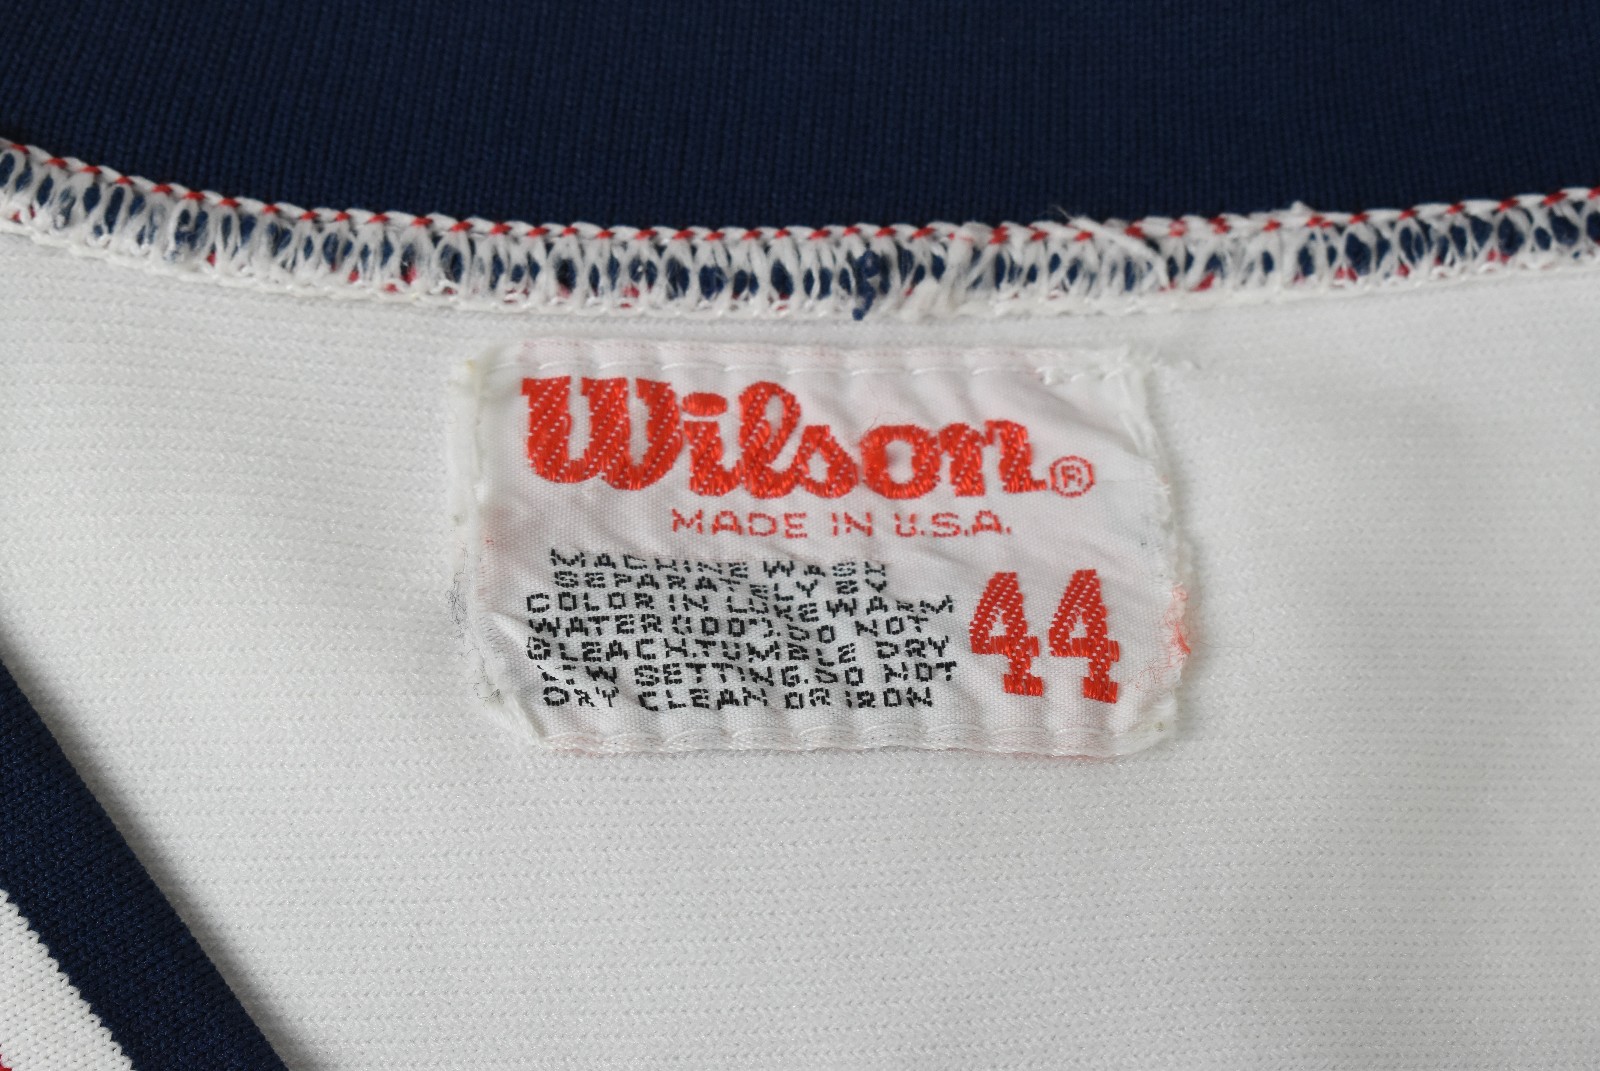 Wilson®
MADE IN U.S.A.
MACHINE WASH
SEPARATELY BY
COLOR IN LUKEWARM
WATER.DO NOT
BLEACH.TUMBLE DRY
LOW SETTING.DO NOT
DRY CLEAN OR IRON
44